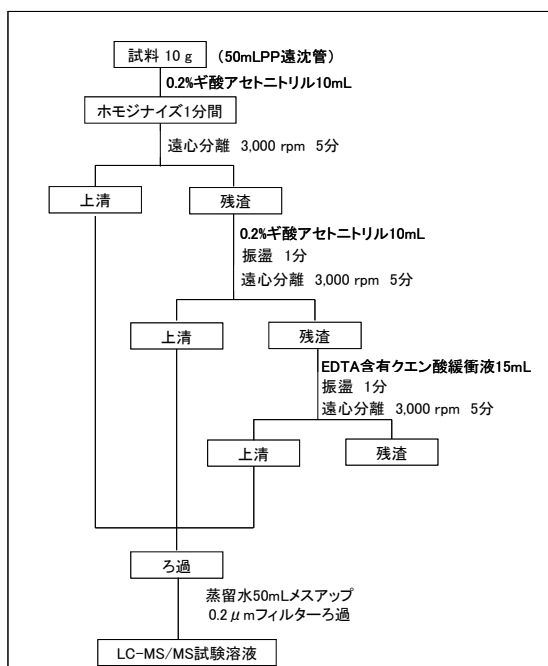 試料 10 g （50mLPP遠沈管）
0.2%ギ酸アセトニトリル10mL
ホモジナイズ1分間
遠心分離 3,000 rpm 5分
上清 残渣
0.2%ギ酸アセトニトリル10mL
振盪 1分
遠心分離 3,000 rpm 5分
上清 残渣
EDTA含有クエン酸緩衝液15mL
振盪 1分
遠心分離 3,000 rpm 5分
上清 残渣
ろ過
蒸留水50mLメスアップ
0.2μmフィルターろ過
LC-MS/MS試験溶液